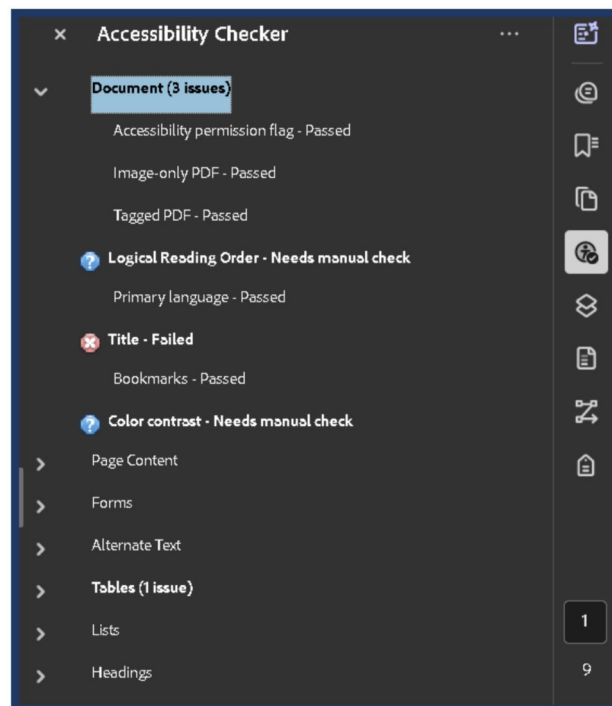 Accessibility Checker
Document (3 issues)
Accessibility permission flag - Passed
Image-only PDF - Passed
Tagged PDF - Passed
Logical Reading Order - Needs manual check
Primary language - Passed
Title - Failed
Bookmarks - Passed
Color contrast - Needs manual check
Page Content
Forms
Alternate Text
Tables (1 issue)
Lists
Headings
1
9